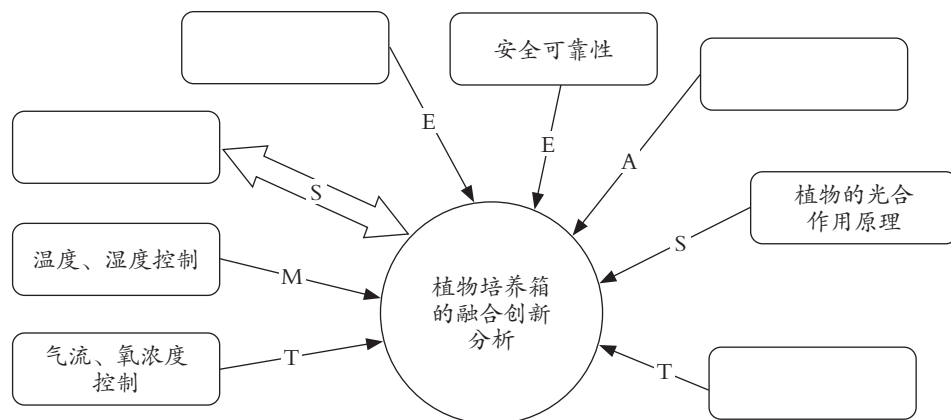 安全可靠性
E
E
A
S
植物的光合
作用原理
S
温度、湿度控制
M
植物培养箱
的融合创新
分析
气流、氧浓度
控制
T
T